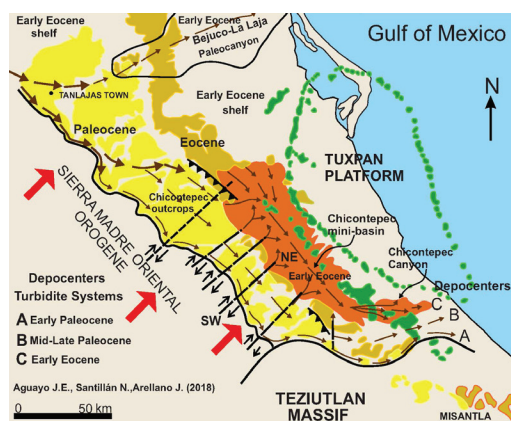 Early Eocene
shelf
Bejuco-La Laja
Paleocanyon
Gulf of Mexico
N
TANLAJAS TOWN
Early Eocene
shelf
Paleocene
Eocene
TUXPAN
PLATFORM
SIERRA MADRE ORIENTAL
OROGENE
Chicontepec
outcrops
Chicontepec
mini-basin
NE
Early Eocene
Chicontepec
Canyon
Depocenters
Depocenters
Turbidite Systems
A Early Paleocene
B Mid-Late Paleocene
C Early Eocene
SW
C
B
A
Aguayo J.E., Santillán N.,Arellano J. (2018)
0 50 km
TEZIUTLAN
MASSIF
MISANTLA